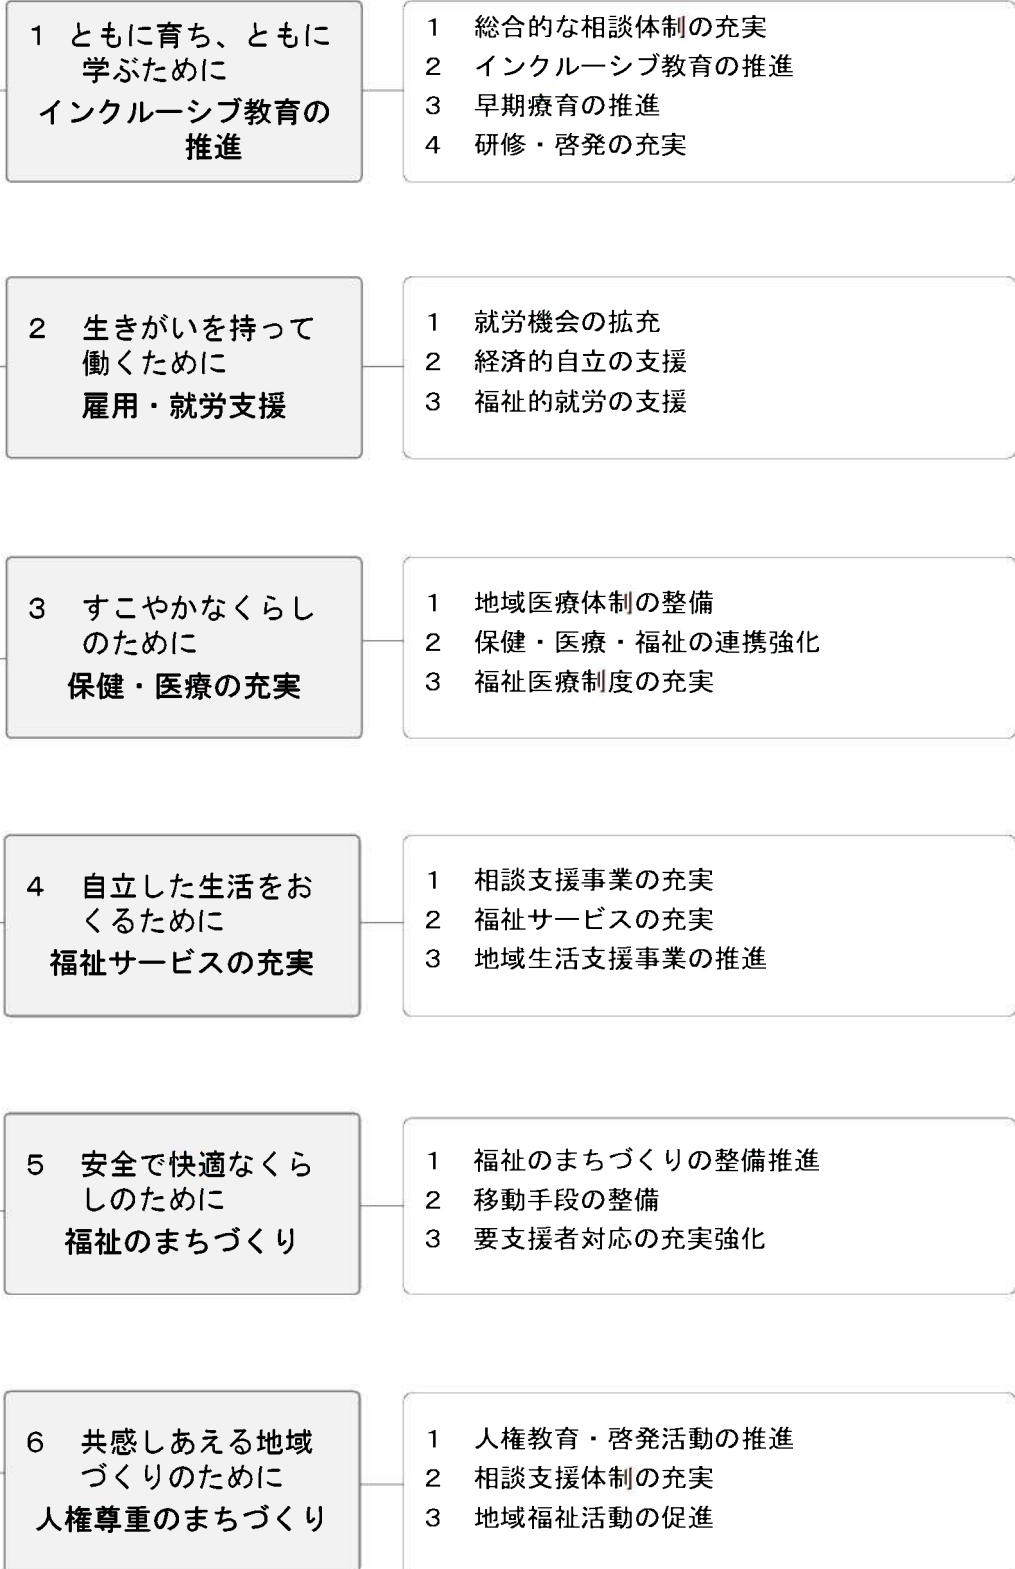 1 ともに育ち、ともに
学ぶために
インクルーシブ教育の
推進
1 総合的な相談体制の充実
2 インクルーシブ教育の推進
3 早期療育の推進
4 研修・啓発の充実
2 生きがいを持って
働くために
雇用・就労支援
1 就労機会の拡充
2 経済的自立の支援
3 福祉的就労の支援
3 すこやかなくらし
のために
保健・医療の充実
1 地域医療体制の整備
2 保健・医療・福祉の連携強化
3 福祉医療制度の充実
4 自立した生活をお
くるために
福祉サービスの充実
1 相談支援事業の充実
2 福祉サービスの充実
3 地域生活支援事業の推進
5 安全で快適なくら
しのために
福祉のまちづくり
1 福祉のまちづくりの整備推進
2 移動手段の整備
3 要支援者対応の充実強化
6 共感しあえる地域
づくりのために
人権尊重のまちづくり
1 人権教育・啓発活動の推進
2 相談支援体制の充実
3 地域福祉活動の促進